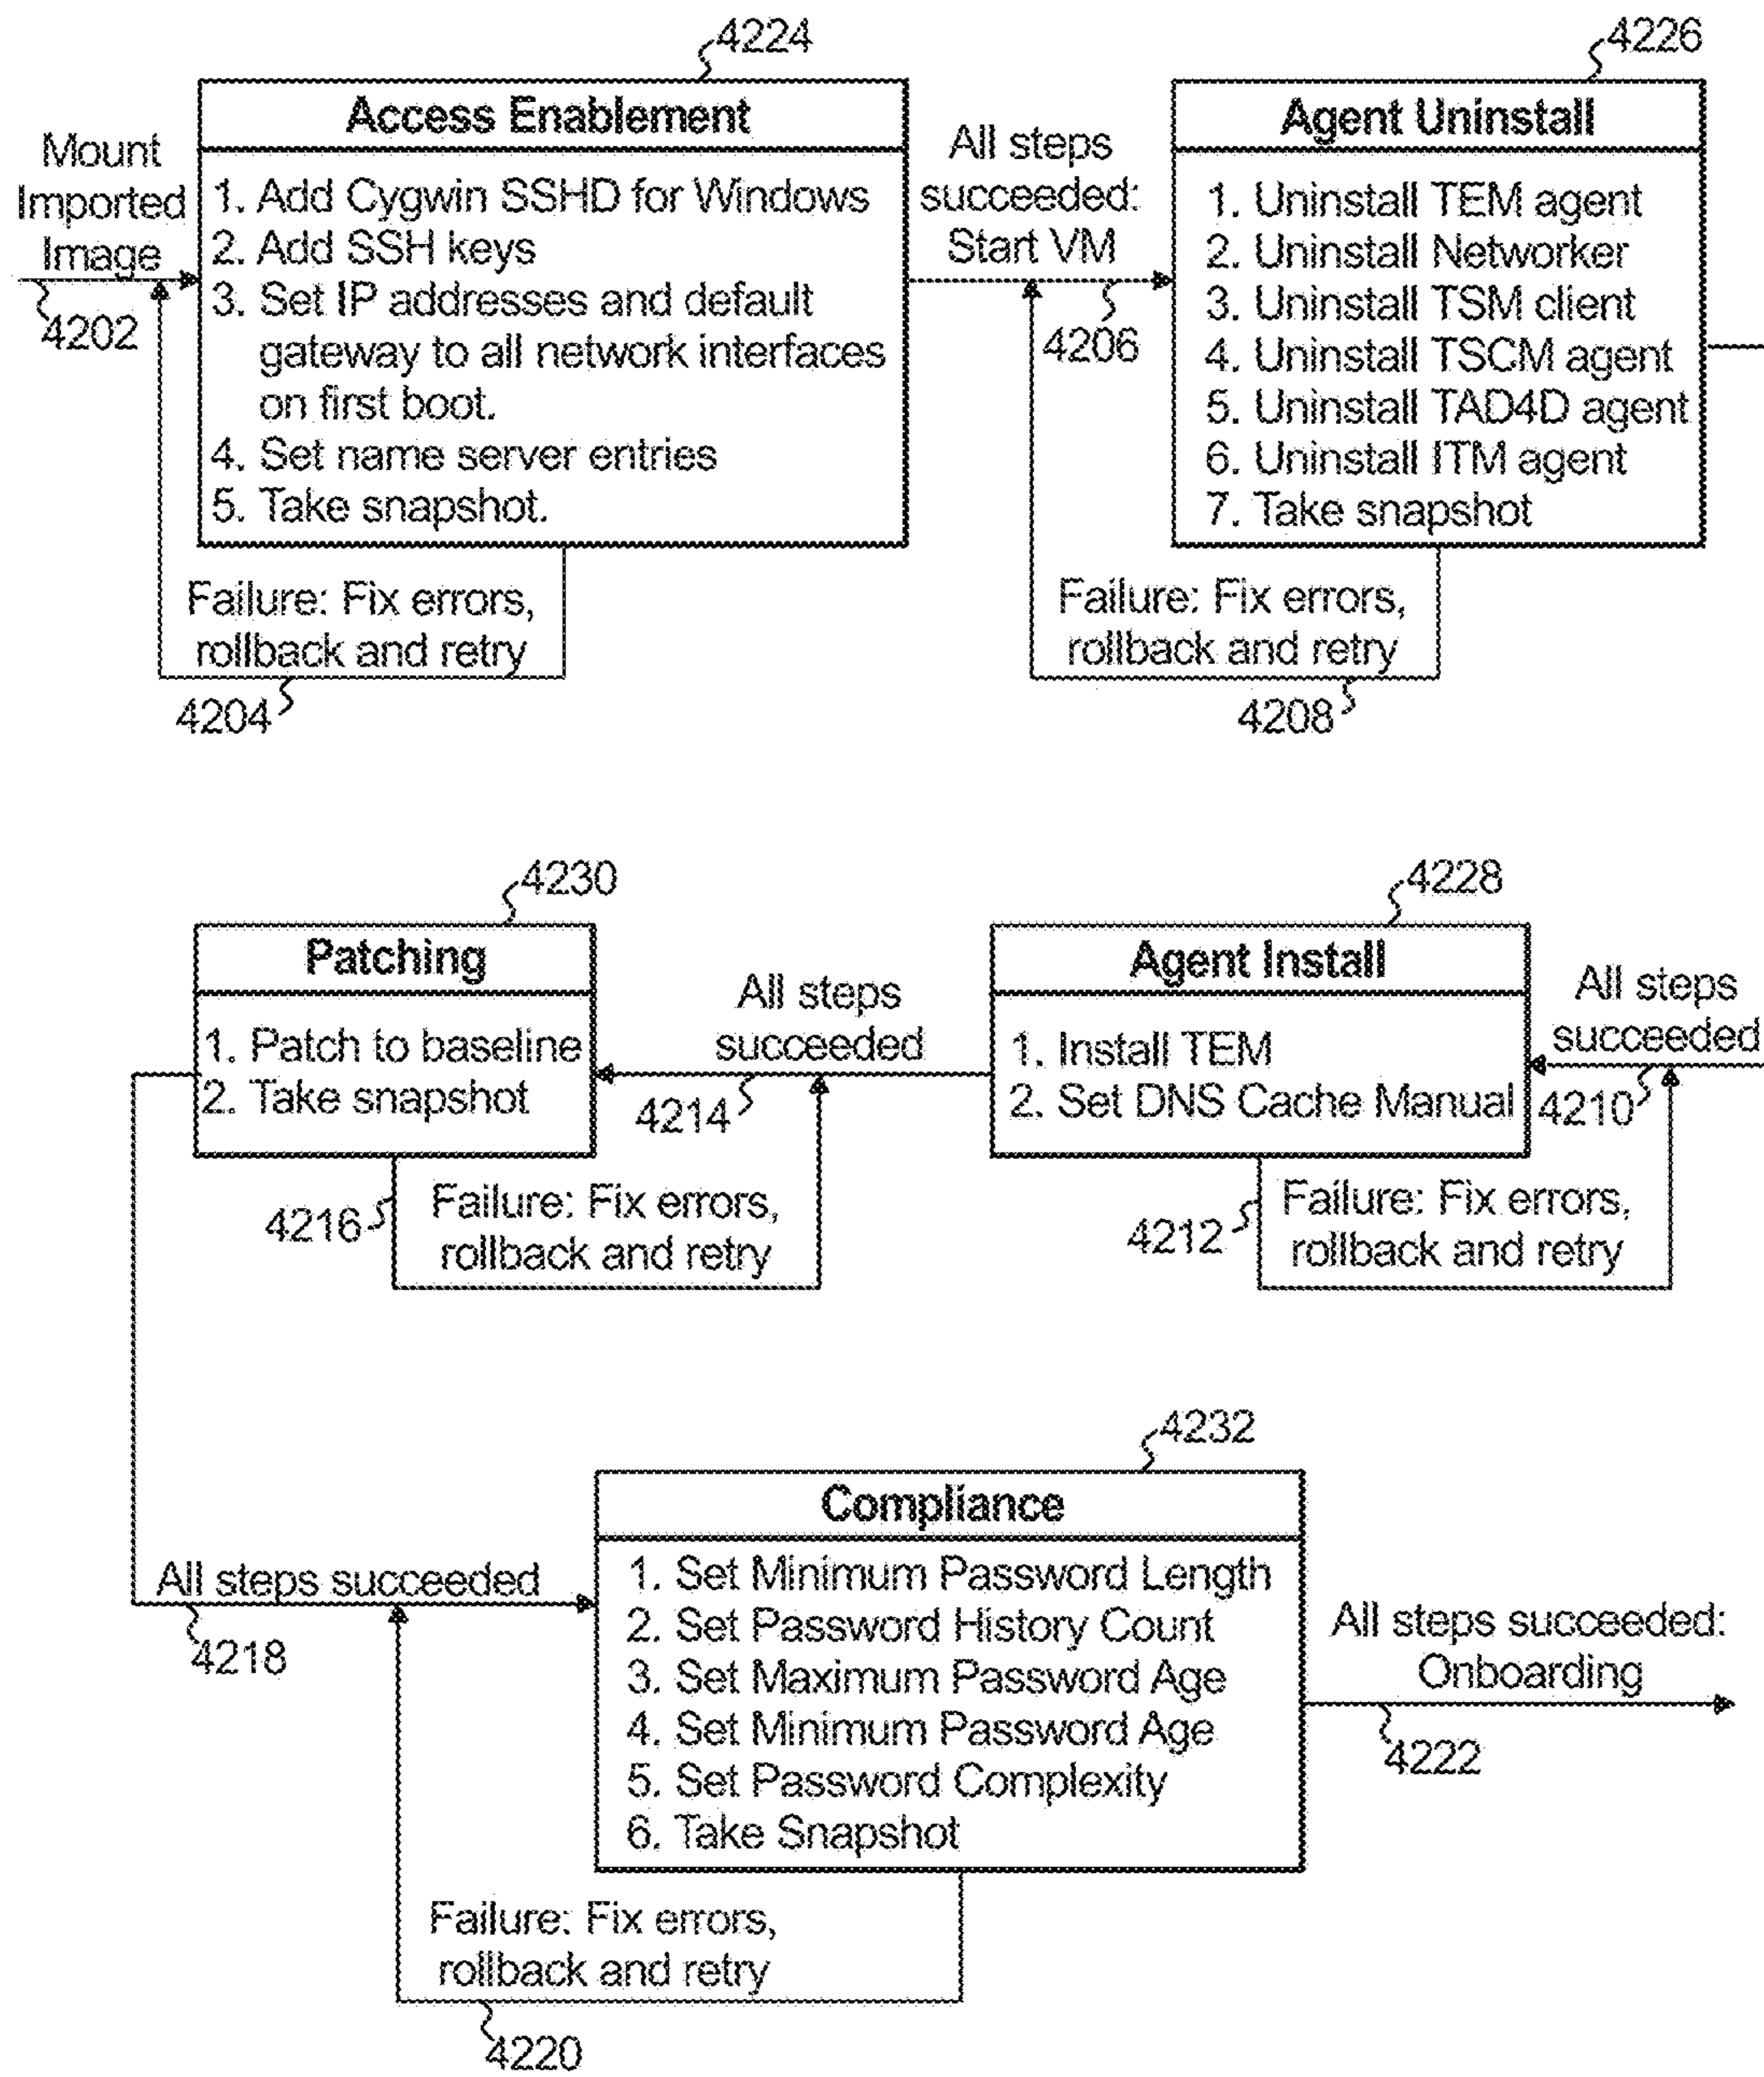 4224
Access Enablement
Mount
Imported
Image
4202
1. Add Cygwin SSHD for Windows
2. Add SSH keys
3. Set IP addresses and default
gateway to all network interfaces
on first boot.
4. Set name server entries
5. Take snapshot.
Failure: Fix errors,
rollback and retry
4204
All steps
succeeded:
Start VM
4206
4226
Agent Uninstall
1. Uninstall TEM agent
2. Uninstall Networker
3. Uninstall TSM client
4. Uninstall TSCM agent
5. Uninstall TAD4D agent
6. Uninstall ITM agent
7. Take snapshot
Failure: Fix errors,
rollback and retry
4208
4230
Patching
1. Patch to baseline
2. Take snapshot
4216
Failure: Fix errors,
rollback and retry
All steps
succeeded
4214
4228
Agent Install
1. Install TEM
2. Set DNS Cache Manual
4212
Failure: Fix errors,
rollback and retry
All steps
succeeded
4210
4232
Compliance
All steps succeeded
4218
1. Set Minimum Password Length
2. Set Password History Count
3. Set Maximum Password Age
4. Set Minimum Password Age
5. Set Password Complexity
6. Take Snapshot
All steps succeeded:
Onboarding
4222
Failure: Fix errors,
rollback and retry
4220